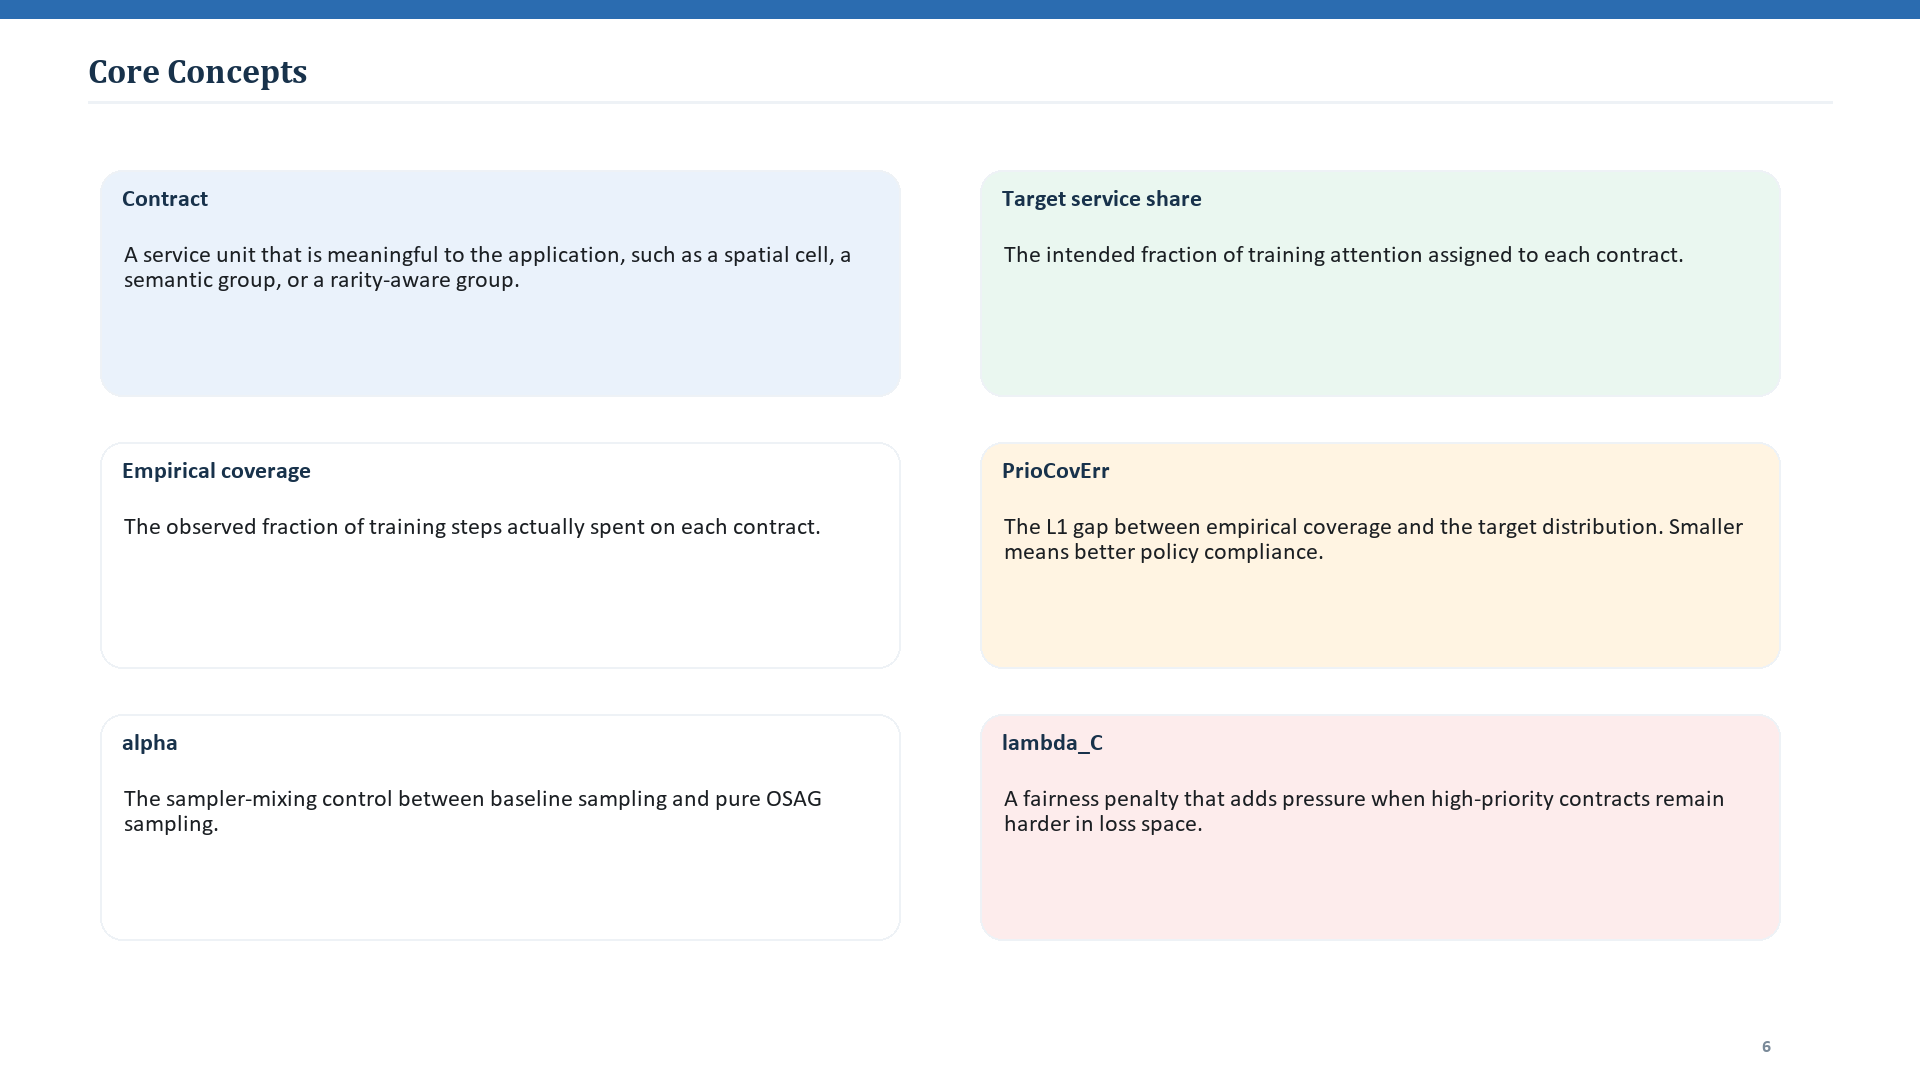 Core Concepts
Contract
A service unit that is meaningful to the application, such as a spatial cell, a
semantic group, or a rarity-aware group.
Target service share
The intended fraction of training attention assigned to each contract.
Empirical coverage
The observed fraction of training steps actually spent on each contract.
PrioCovErr
The L1 gap between empirical coverage and the target distribution. Smaller
means better policy compliance.
alpha
The sampler-mixing control between baseline sampling and pure OSAG
sampling.
lambda_C
A fairness penalty that adds pressure when high-priority contracts remain
harder in loss space.
6